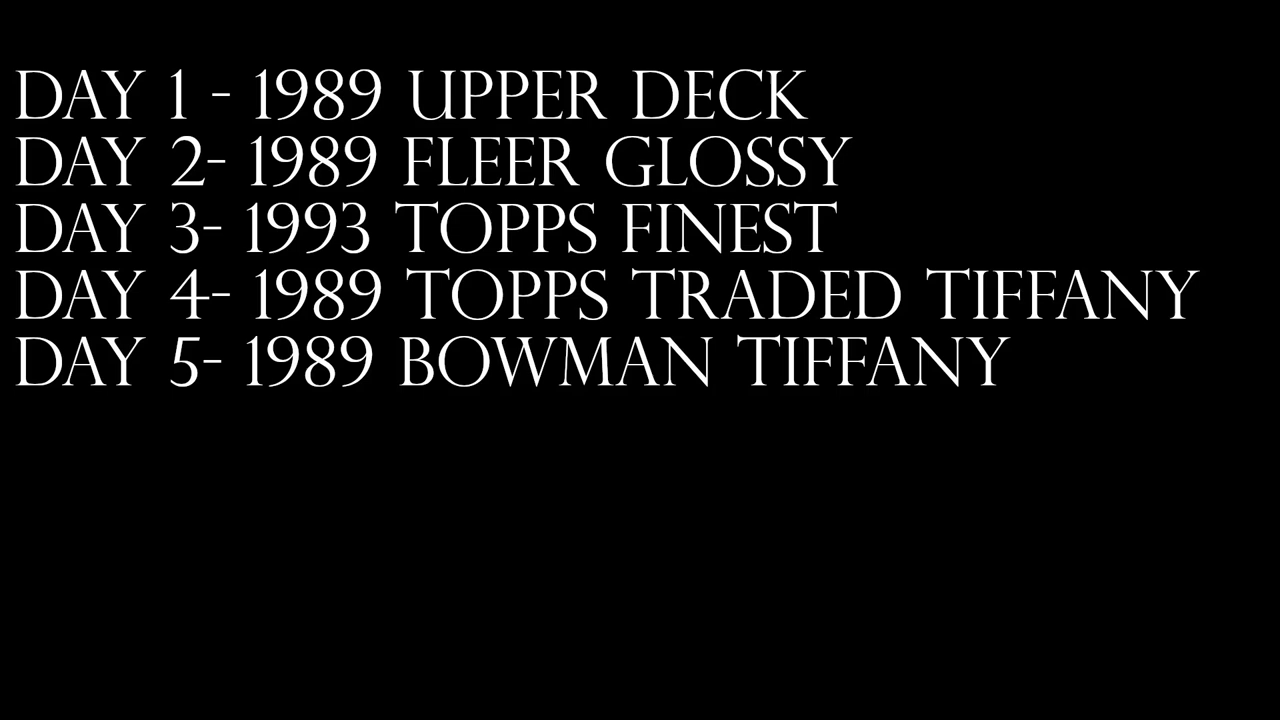 DAY 1 - 1989 UPPER DECK
DAY 2- 1989 FLEER GLOSSY
DAY 3- 1993 TOPPS FINEST
DAY 4- 1989 TOPPS TRADED TIFFANY
DAY 5- 1989 BOWMAN TIFFANY